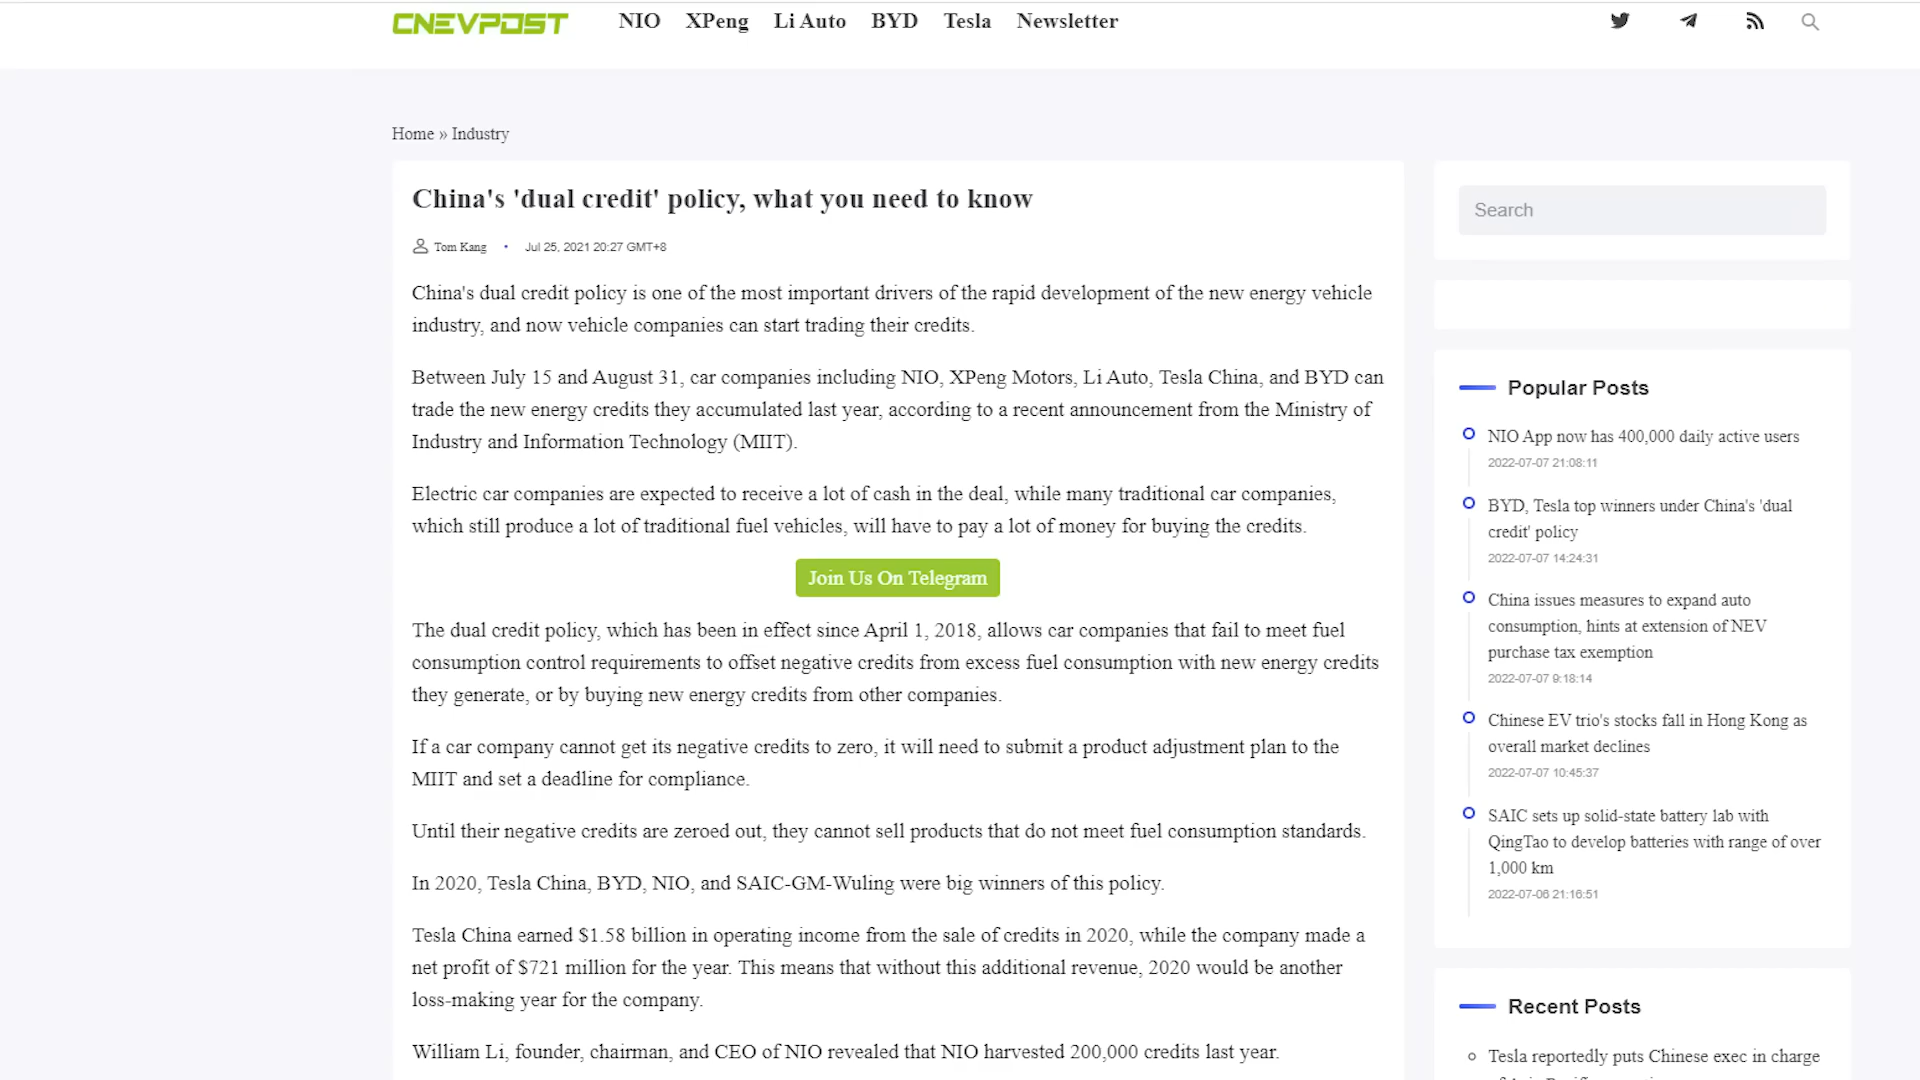 CNEVPOST
NIO XPeng Li Auto BYD Tesla Newsletter
Home » Industry
China's 'dual credit' policy, what you need to know
Tom Kang • Jul 25, 2021 20:27 GMT+8
China's dual credit policy is one of the most important drivers of the rapid development of the new energy vehicle
industry, and now vehicle companies can start trading their credits.
Between July 15 and August 31, car companies including NIO, XPeng Motors, Li Auto, Tesla China, and BYD can
trade the new energy credits they accumulated last year, according to a recent announcement from the Ministry of
Industry and Information Technology (MIIT).
Electric car companies are expected to receive a lot of cash in the deal, while many traditional car companies,
which still produce a lot of traditional fuel vehicles, will have to pay a lot of money for buying the credits.
Join Us On Telegram
The dual credit policy, which has been in effect since April 1, 2018, allows car companies that fail to meet fuel
consumption control requirements to offset negative credits from excess fuel consumption with new energy credits
they generate, or by buying new energy credits from other companies.
If a car company cannot get its negative credits to zero, it will need to submit a product adjustment plan to the
MIIT and set a deadline for compliance.
Until their negative credits are zeroed out, they cannot sell products that do not meet fuel consumption standards.
In 2020, Tesla China, BYD, NIO, and SAIC-GM-Wuling were big winners of this policy.
Tesla China earned $1.58 billion in operating income from the sale of credits in 2020, while the company made a
net profit of $721 million for the year. This means that without this additional revenue, 2020 would be another
loss-making year for the company.
William Li, founder, chairman, and CEO of NIO revealed that NIO harvested 200,000 credits last year.
Search
Popular Posts
NIO App now has 400,000 daily active users
2022-07-07 21:08:11
BYD, Tesla top winners under China's 'dual
credit' policy
2022-07-07 14:24:31
China issues measures to expand auto
consumption, hints at extension of NEV
purchase tax exemption
2022-07-07 9:18:14
Chinese EV trio's stocks fall in Hong Kong as
overall market declines
2022-07-07 10:45:37
SAIC sets up solid-state battery lab with
QingTao to develop batteries with range of over
1,000 km
2022-07-06 21:16:51
Recent Posts
Tesla reportedly puts Chinese exec in charge